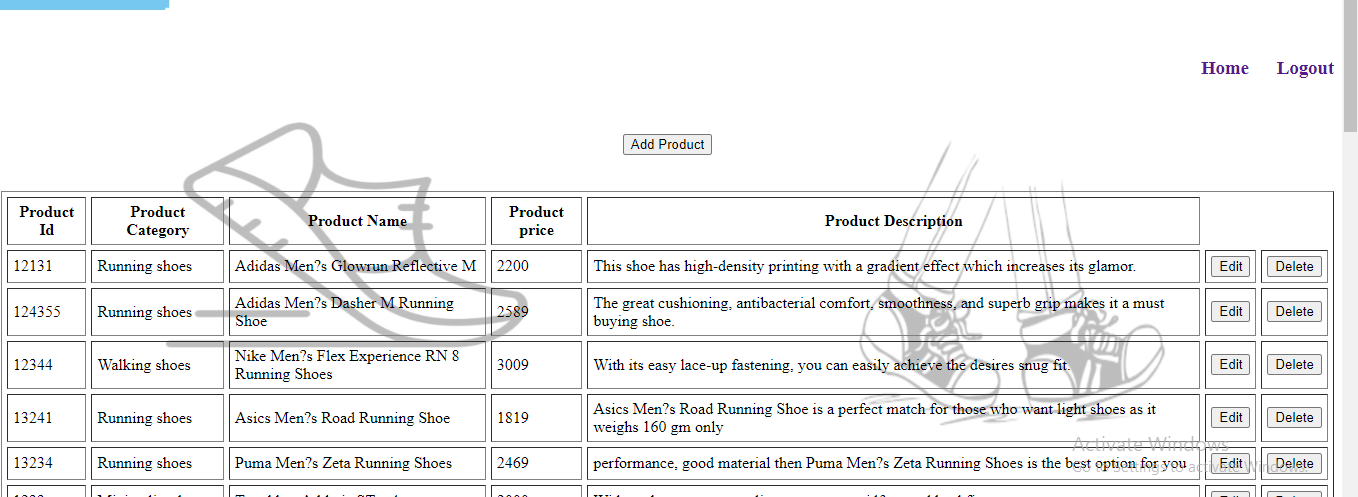 Home Logout
Add Product
Product Id Product Category Product Name Product price Product Description
12131 Running shoes Adidas Men?s Glowrun Reflective M 2200 This shoe has high-density printing with a gradient effect which increases its glamor. Edit Delete
124355 Running shoes Adidas Men?s Dasher M Running Shoe 2589 The great cushioning, antibacterial comfort, smoothness, and superb grip makes it a must buying shoe. Edit Delete
12344 Walking shoes Nike Men?s Flex Experience RN 8 Running Shoes 3009 With its easy lace-up fastening, you can easily achieve the desires snug fit. Edit Delete
13241 Running shoes Asics Men?s Road Running Shoe 1819 Asics Men?s Road Running Shoe is a perfect match for those who want light shoes as it weighs 160 gm only Edit Delete
13234 Running shoes Puma Men?s Zeta Running Shoes 2469 performance, good material then Puma Men?s Zeta Running Shoes is the best option for you Edit Delete
Activate Windows
Go to Settings to activate Windows.